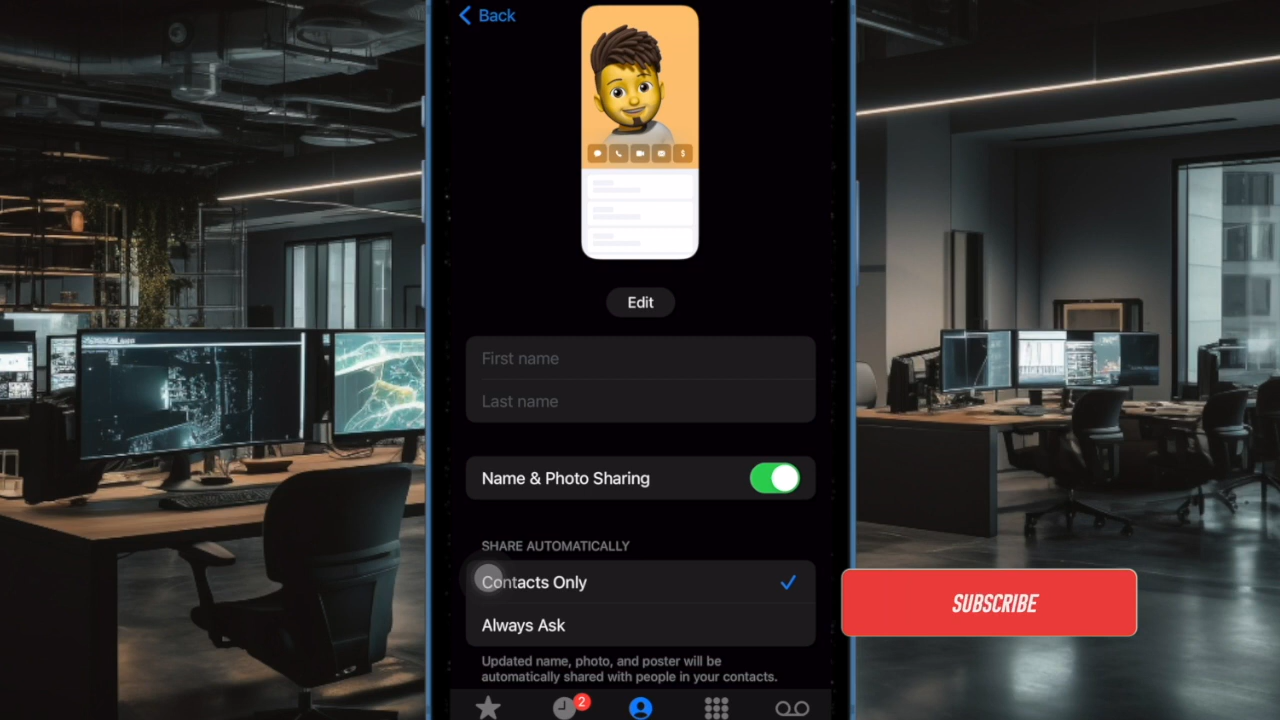 Back
$
Edit
First name
Last name
Name & Photo Sharing
SHARE AUTOMATICALLY
Contacts Only
Always Ask
SUBSCRIBE
Updated name, photo, and poster will be
automatically shared with people in your contacts.
2